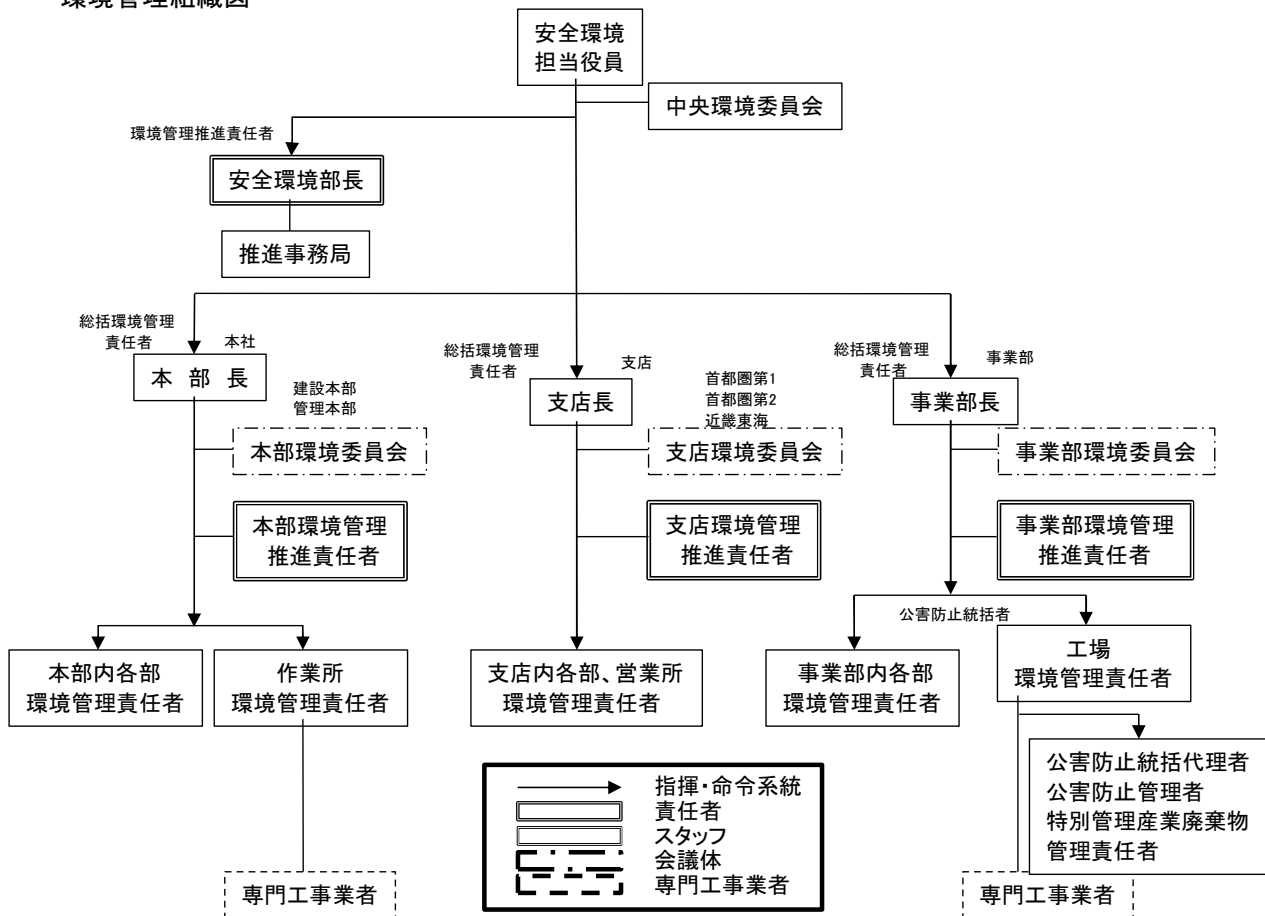 環境管理組織図
安全環境
担当役員
中央環境委員会
環境管理推進責任者
安全環境部長
推進事務局
総括環境管理
責任者
本社
本 部 長
建設本部
管理本部
本部環境委員会
本部環境管理
推進責任者
本部内各部
環境管理責任者
作業所
環境管理責任者
専門工事業者
総括環境管理
責任者
支店
支店長
首都圏第1
首都圏第2
近畿東海
支店環境委員会
支店環境管理
推進責任者
支店内各部、営業所
環境管理責任者
総括環境管理
責任者
事業部
事業部長
事業部環境委員会
事業部環境管理
推進責任者
公害防止統括者
事業部内各部
環境管理責任者
工場
環境管理責任者
公害防止統括代理者
公害防止管理者
特別管理産業廃棄物
管理責任者
専門工事業者
指揮・命令系統
責任者
スタッフ
会議体
専門工事業者